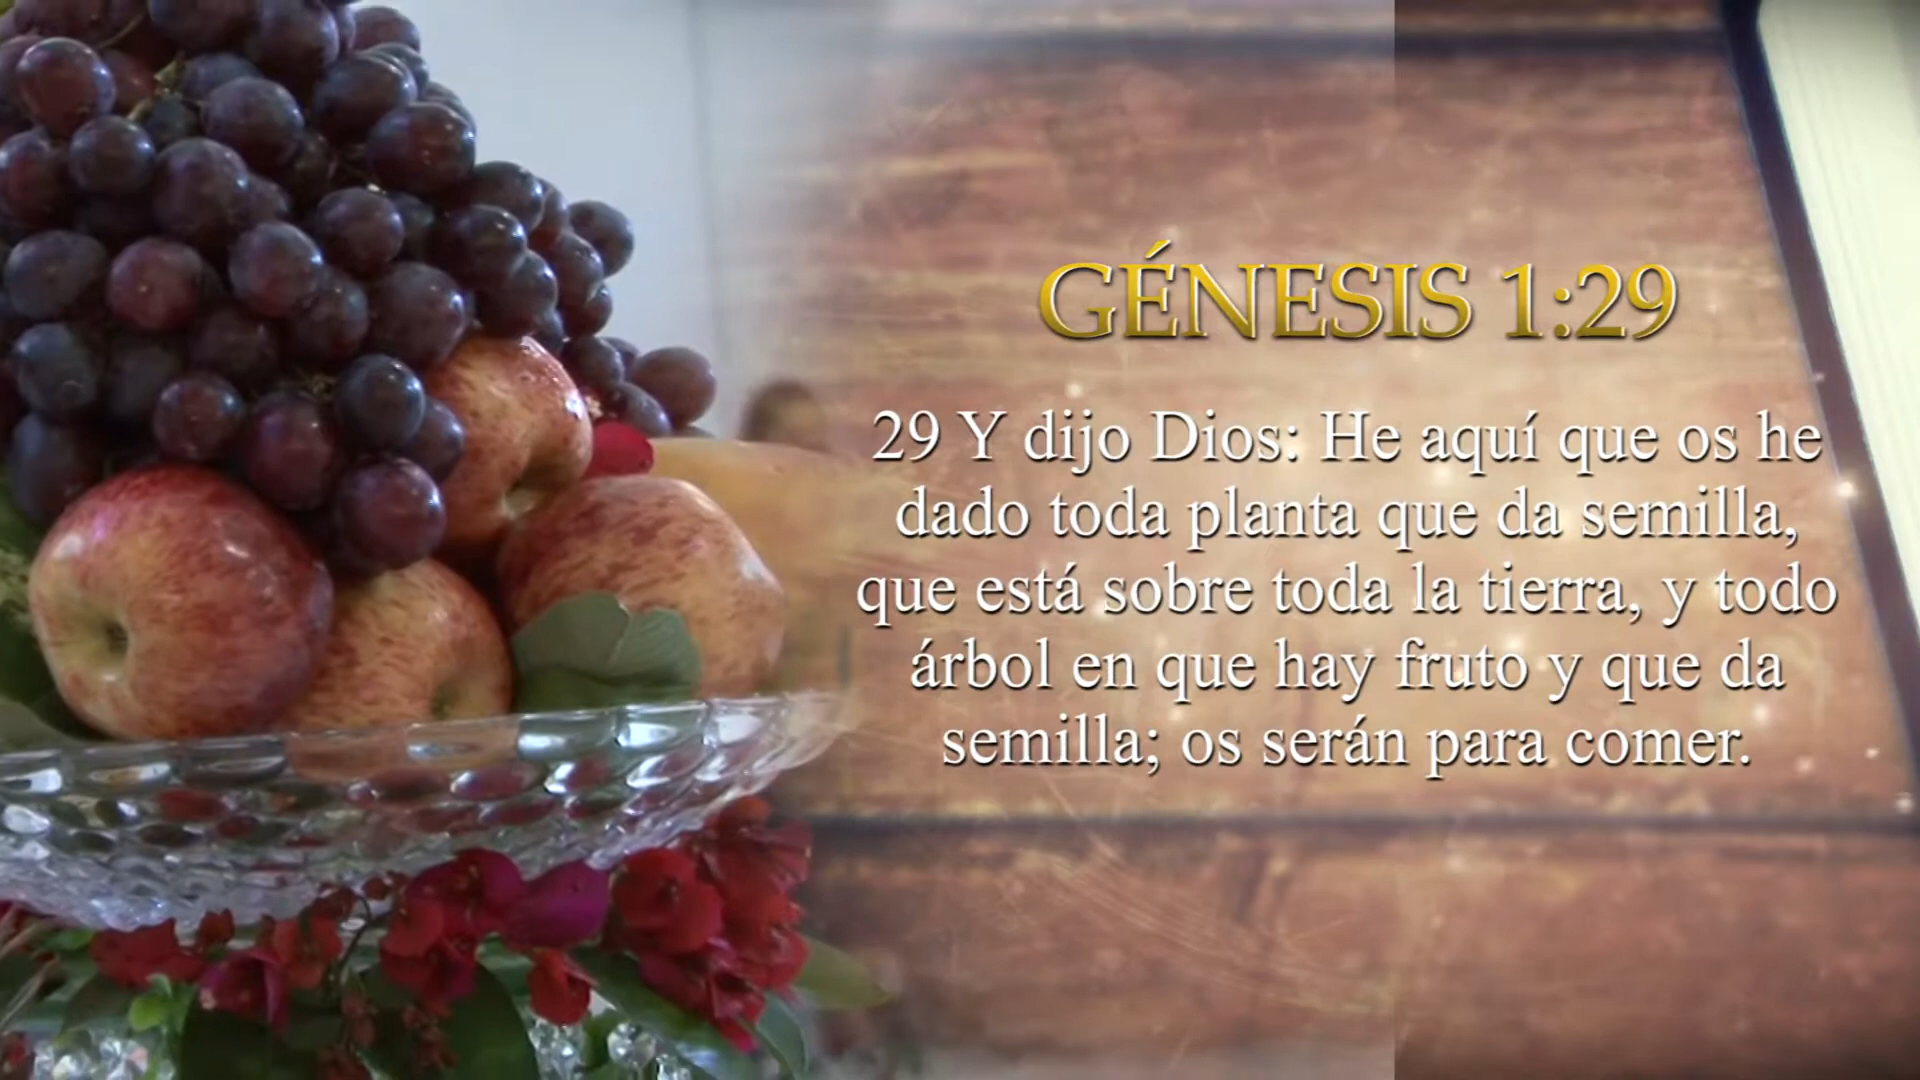 GÉNESIS 1:29
29 Y dijo Dios: He aquí que os he
dado toda planta que da semilla,
que está sobre toda la tierra, y todo
árbol en que hay fruto y que da
semilla; os serán para comer.